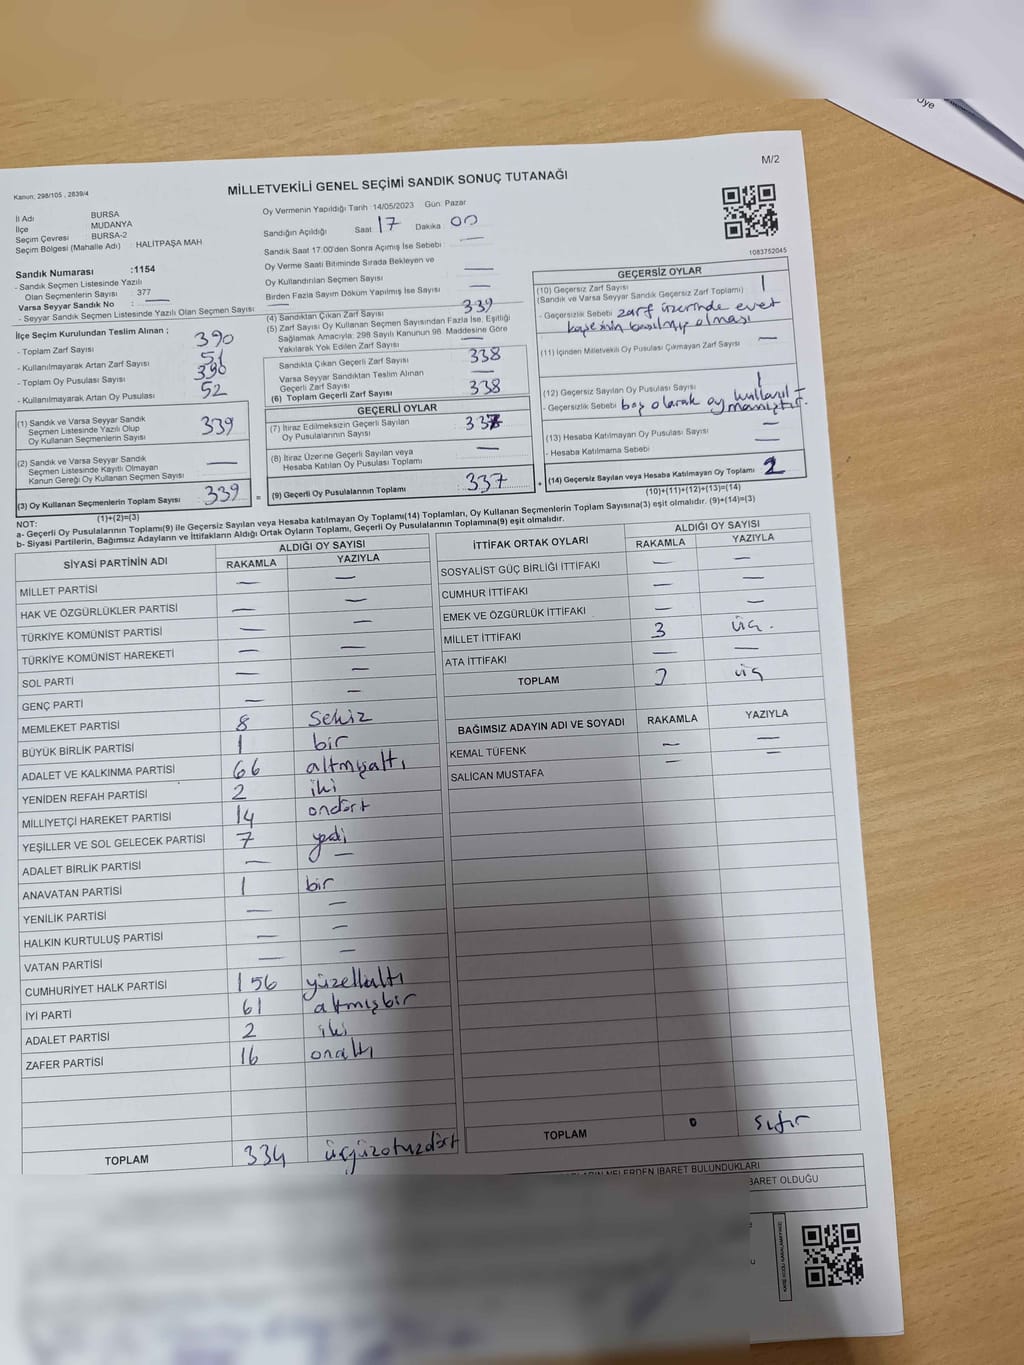 Üye
M/2
Kanun: 298/105 , 2839/4
MİLLETVEKİLİ GENEL SEÇİMİ SANDIK SONUÇ TUTANAĞI
İl Adı BURSA
İlçe MUDANYA
Seçim Çevresi BURSA-2
Seçim Bölgesi (Mahalle Adı) : HALİTPAŞA MAH
Sandık Numarası :1154
- Sandık Seçmen Listesinde Yazılı
Olan Seçmenlerin Sayısı : 377
Varsa Seyyar Sandık No : —
- Seyyar Sandık Seçmen Listesinde Yazılı Olan Seçmen Sayısı : —
İlçe Seçim Kurulundan Teslim Alınan ;
- Toplam Zarf Sayısı 390
- Kullanılmayarak Artan Zarf Sayısı 51
- Toplam Oy Pusulası Sayısı 390
- Kullanılmayarak Artan Oy Pusulası 52
(1) Sandık ve Varsa Seyyar Sandık
Seçmen Listesinde Yazılı Olup
Oy Kullanan Seçmenlerin Sayısı : 339
(2) Sandık ve Varsa Seyyar Sandık
Seçmen Listesinde Kayıtlı Olmayan
Kanun Gereği Oy Kullanan Seçmen Sayısı : —
(3) Oy Kullanan Seçmenlerin Toplam Sayısı : 339 =
(1)+(2)=(3)
Oy Vermenin Yapıldığı Tarih :14/05/2023 Gün: Pazar
Sandığın Açıldığı Saat : 17 Dakika : 00
Sandık Saat 17:00'den Sonra Açımış İse Sebebi : —
Oy Verme Saati Bitiminde Sırada Bekleyen ve
Oy Kullandırılan Seçmen Sayısı —
Birden Fazla Sayım Döküm Yapılmış İse Sayısı : —
(4) Sandıktan Çıkan Zarf Sayısı 339
(5) Zarf Sayısı Oy Kullanan Seçmen Sayısından Fazla İse, Eşitliği
Sağlamak Amacıyla; 298 Sayılı Kanunun 98. Maddesine Göre
Yakılarak Yok Edilen Zarf Sayısı : —
Sandıkta Çıkan Geçerli Zarf Sayısı : 338
Varsa Seyyar Sandıktan Teslim Alınan
Geçerli Zarf Sayısı : —
(6) Toplam Geçerli Zarf Sayısı : 338
GEÇERLİ OYLAR
(7) İtiraz Edilmeksizin Geçerli Sayılan
Oy Pusulalarının Sayısı : 337
(8) İtiraz Üzerine Geçerli Sayılan veya
Hesaba Katılan Oy Pusulası Toplamı : —
(9) Geçerli Oy Pusulalarının Toplamı : 337 +
1083752045
GEÇERSİZ OYLAR
(10) Geçersiz Zarf Sayısı : 1
(Sandık ve Varsa Seyyar Sandık Geçersiz Zarf Toplamı)
- Geçersizlik Sebebi zarf üzerinde evet
kaşesinin basılmış olması
(11) İçinden Milletvekili Oy Pusulası Çıkmayan Zarf Sayısı : —
(12) Geçersiz Sayılan Oy Pusulası Sayısı : 1
- Geçersizlik Sebebi boş olarak oy kullanıl-
mamıştır.
(13) Hesaba Katılmayan Oy Pusulası Sayısı : —
- Hesaba Katılmama Sebebi : —
(14) Geçersiz Sayılan veya Hesaba Katılmayan Oy Toplamı : 2
(10)+(11)+(12)+(13)=(14)
NOT:
a- Geçerli Oy Pusulalarının Toplamı(9) ile Geçersiz Sayılan veya Hesaba katılmayan Oy Toplamı(14) Toplamları, Oy Kullanan Seçmenlerin Toplam Sayısına(3) eşit olmalıdır. (9)+(14)=(3)
b- Siyasi Partilerin, Bağımsız Adayların ve İttifakların Aldığı Ortak Oyların Toplamı, Geçerli Oy Pusulalarının Toplamına(9) eşit olmalıdır.
SİYASİ PARTİNİN ADI ALDIĞI OY SAYISI
RAKAMLA YAZIYLA
MİLLET PARTİSİ — —
HAK VE ÖZGÜRLÜKLER PARTİSİ — —
TÜRKİYE KOMÜNİST PARTİSİ — —
TÜRKİYE KOMÜNİST HAREKETİ — —
SOL PARTİ — —
GENÇ PARTİ — —
MEMLEKET PARTİSİ 8 Sekiz
BÜYÜK BİRLİK PARTİSİ 1 bir
ADALET VE KALKINMA PARTİSİ 66 altmışaltı
YENİDEN REFAH PARTİSİ 2 iki
MİLLİYETÇİ HAREKET PARTİSİ 14 ondört
YEŞİLLER VE SOL GELECEK PARTİSİ 7 yedi
ADALET BİRLİK PARTİSİ — —
ANAVATAN PARTİSİ 1 bir
YENİLİK PARTİSİ — —
HALKIN KURTULUŞ PARTİSİ — —
VATAN PARTİSİ — —
CUMHURİYET HALK PARTİSİ 156 yüzellialtı
İYİ PARTİ 61 altmışbir
ADALET PARTİSİ 2 iki
ZAFER PARTİSİ 16 onaltı
TOPLAM 334 üçyüzotuzdört
İTTİFAK ORTAK OYLARI ALDIĞI OY SAYISI
RAKAMLA YAZIYLA
SOSYALİST GÜÇ BİRLİĞİ İTTİFAKI — —
CUMHUR İTTİFAKI — —
EMEK VE ÖZGÜRLÜK İTTİFAKI — —
MİLLET İTTİFAKI 3 üç.
ATA İTTİFAKI — —
TOPLAM 3 üç
BAĞIMSIZ ADAYIN ADI VE SOYADI RAKAMLA YAZIYLA
KEMAL TÜFENK — —
SALİCAN MUSTAFA — —
TOPLAM 0 sıfır
NELERDEN İBARET BULUNDUKLARI
BARET OLDUĞU